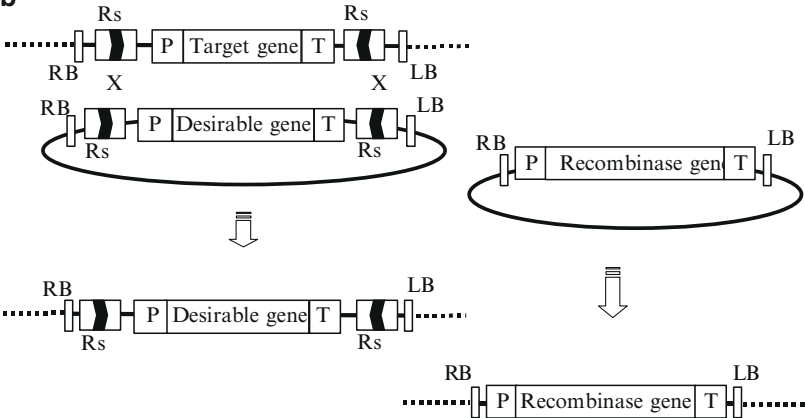 b
Rs Rs
P Target gene T
RB X X LB
RB LB
P Desirable gene T
Rs Rs
RB LB
P Recombinase gen T
RB LB
P Desirable gene T
Rs Rs
RB LB
P Recombinase gene T